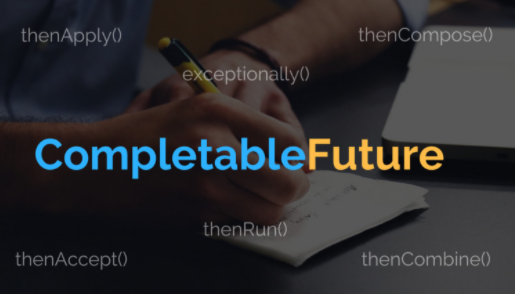 thenApply()
thenCompose()
exceptionally()
CompletableFuture
thenRun()
thenAccept()
thenCombine()